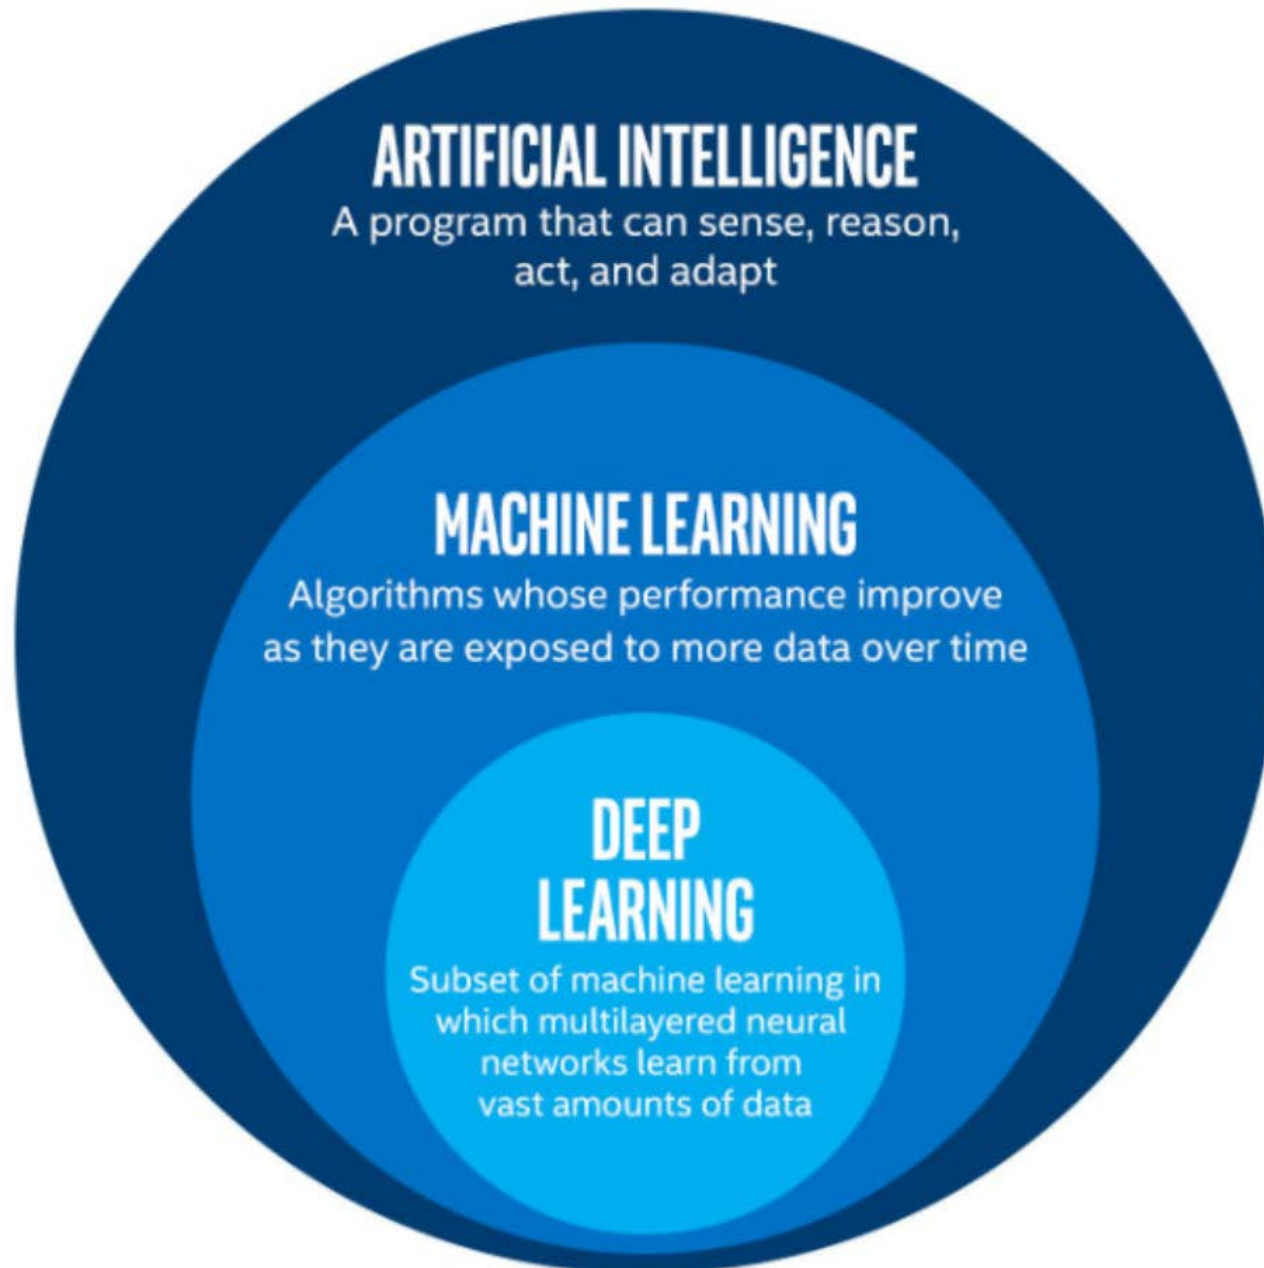 ARTIFICIAL INTELLIGENCE
A program that can sense, reason,
act, and adapt
MACHINE LEARNING
Algorithms whose performance improve
as they are exposed to more data over time
DEEP
LEARNING
Subset of machine learning in
which multilayered neural
networks learn from
vast amounts of data